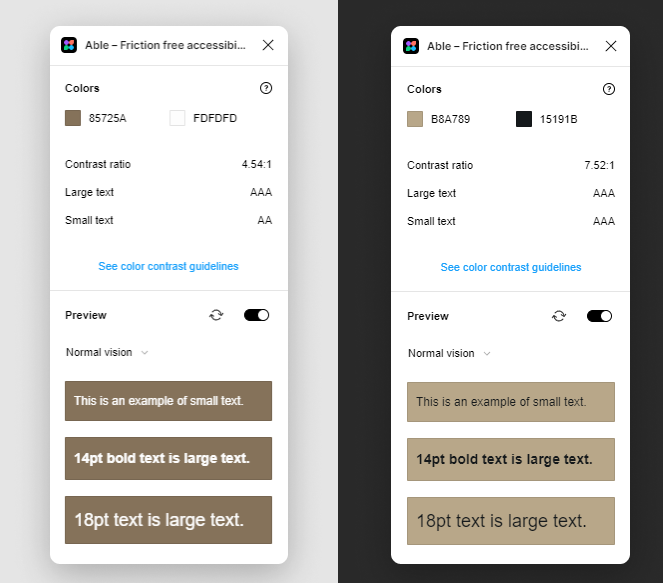 Able – Friction free accessibi...
Colors
85725A
FDFDFD
Contrast ratio
4.54:1
Large text
AAA
Small text
AA
See color contrast guidelines
Preview
Normal vision
This is an example of small text.
14pt bold text is large text.
18pt text is large text.
Able – Friction free accessibi...
Colors
B8A789
15191B
Contrast ratio
7.52:1
Large text
AAA
Small text
AAA
See color contrast guidelines
Preview
Normal vision
This is an example of small text.
14pt bold text is large text.
18pt text is large text.